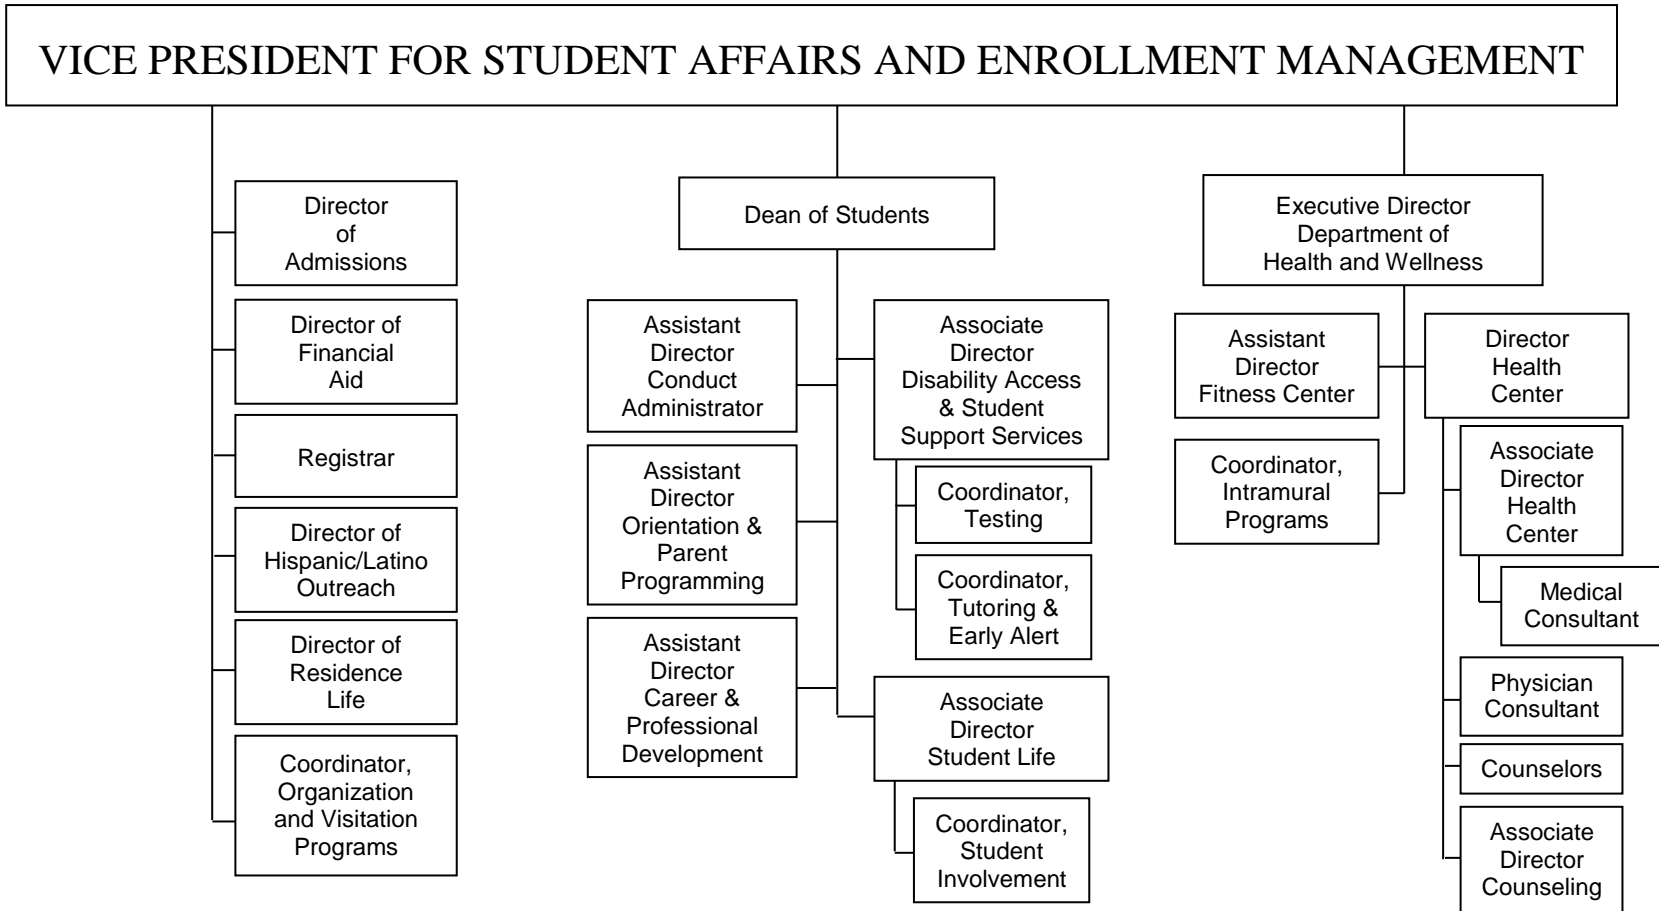 VICE PRESIDENT FOR STUDENT AFFAIRS AND ENROLLMENT MANAGEMENT
Director
of
Admissions
Director of
Financial
Aid
Registrar
Director of
Hispanic/Latino
Outreach
Director of
Residence
Life
Coordinator,
Organization
and Visitation
Programs
Dean of Students
Assistant
Director
Conduct
Administrator
Assistant
Director
Orientation &
Parent
Programming
Assistant
Director
Career &
Professional
Development
Associate
Director
Disability Access
& Student
Support Services
Coordinator,
Testing
Coordinator,
Tutoring &
Early Alert
Associate
Director
Student Life
Coordinator,
Student
Involvement
Executive Director
Department of
Health and Wellness
Assistant
Director
Fitness Center
Coordinator,
Intramural
Programs
Director
Health
Center
Associate
Director
Health
Center
Medical
Consultant
Physician
Consultant
Counselors
Associate
Director
Counseling